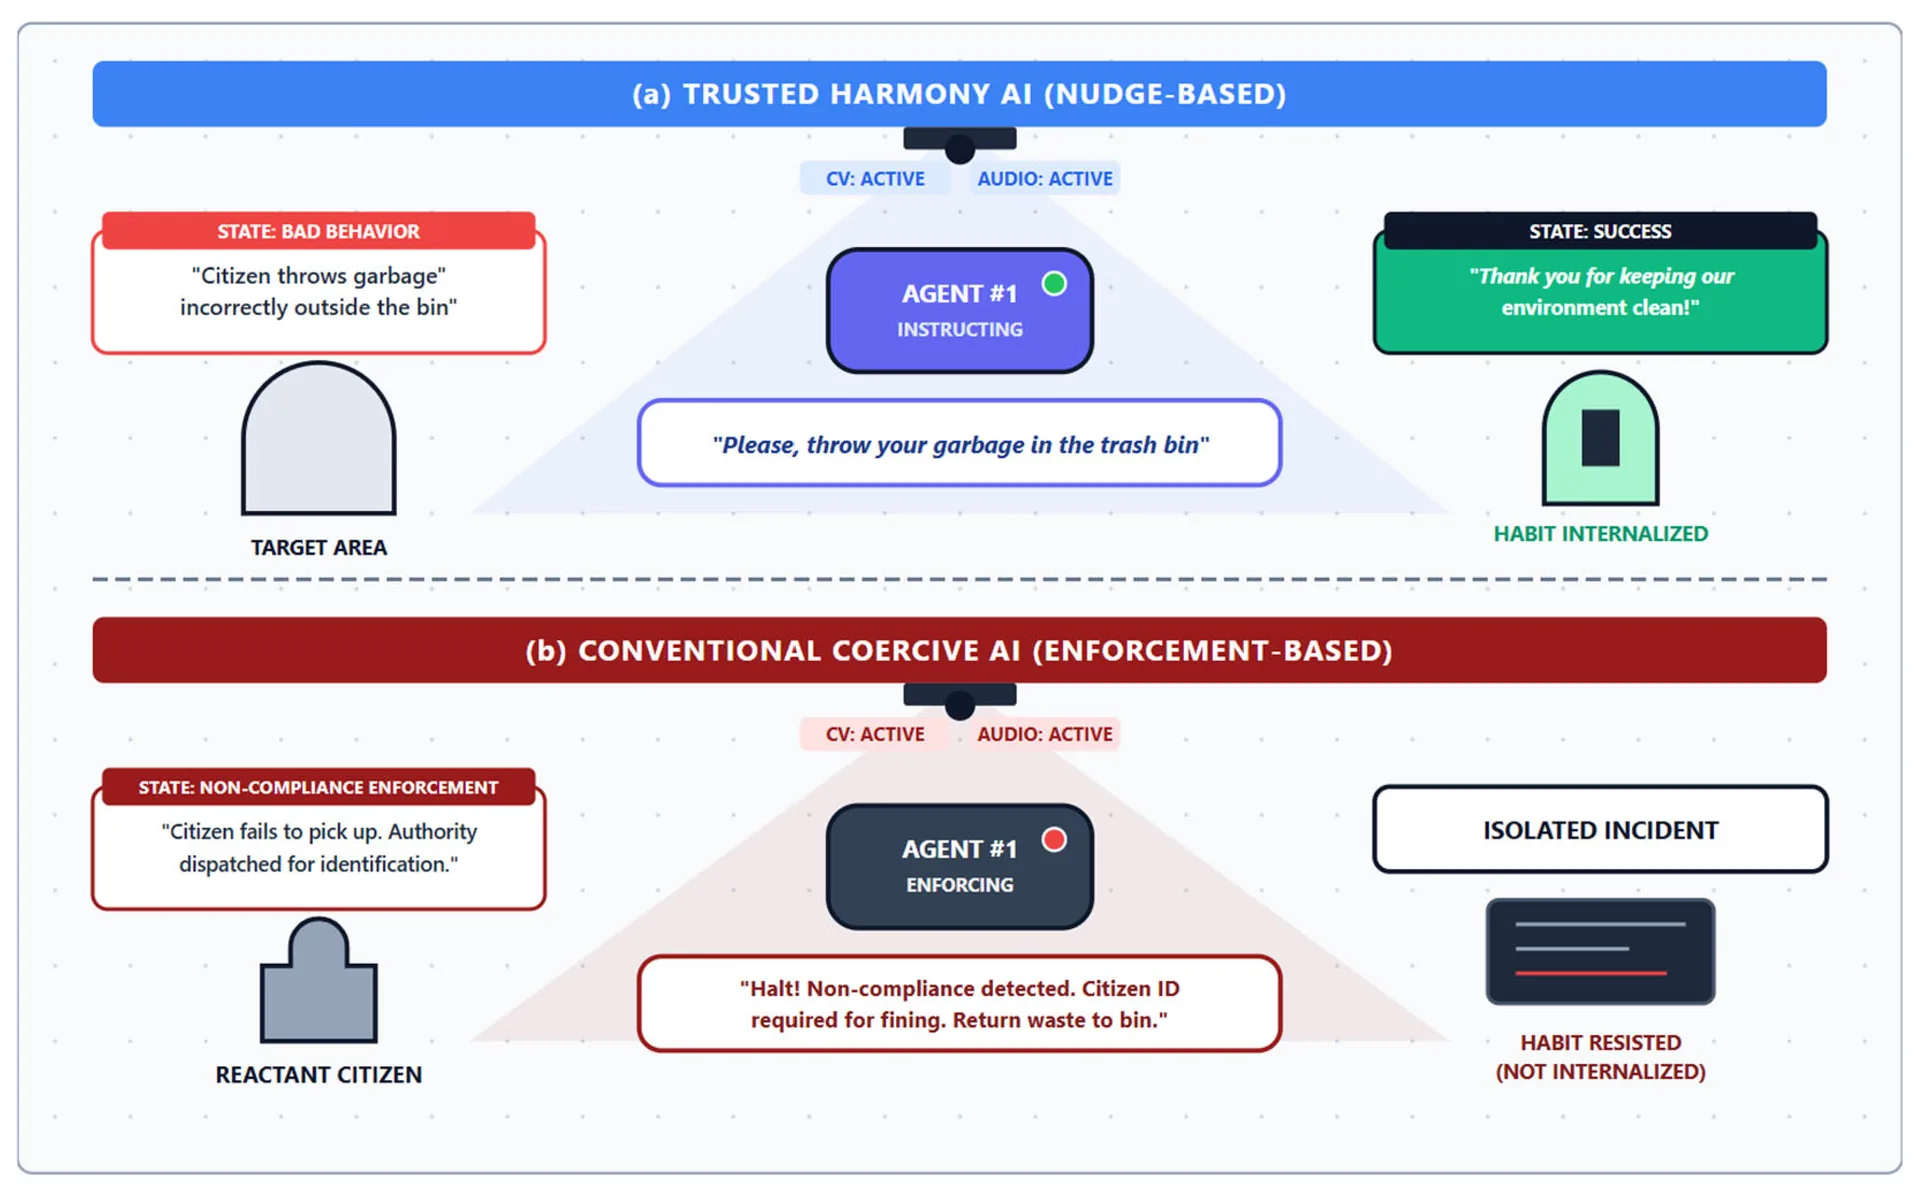 (a) TRUSTED HARMONY AI (NUDGE-BASED)
CV: ACTIVE
AUDIO: ACTIVE
STATE: BAD BEHAVIOR
"Citizen throws garbage"
incorrectly outside the bin"
TARGET AREA
AGENT #1
INSTRUCTING
"Please, throw your garbage in the trash bin"
STATE: SUCCESS
"Thank you for keeping our
environment clean!"
HABIT INTERNALIZED
(b) CONVENTIONAL COERCIVE AI (ENFORCEMENT-BASED)
CV: ACTIVE
AUDIO: ACTIVE
STATE: NON-COMPLIANCE ENFORCEMENT
"Citizen fails to pick up. Authority
dispatched for identification."
REACTANT CITIZEN
AGENT #1
ENFORCING
"Halt! Non-compliance detected. Citizen ID
required for fining. Return waste to bin."
ISOLATED INCIDENT
HABIT RESISTED
(NOT INTERNALIZED)